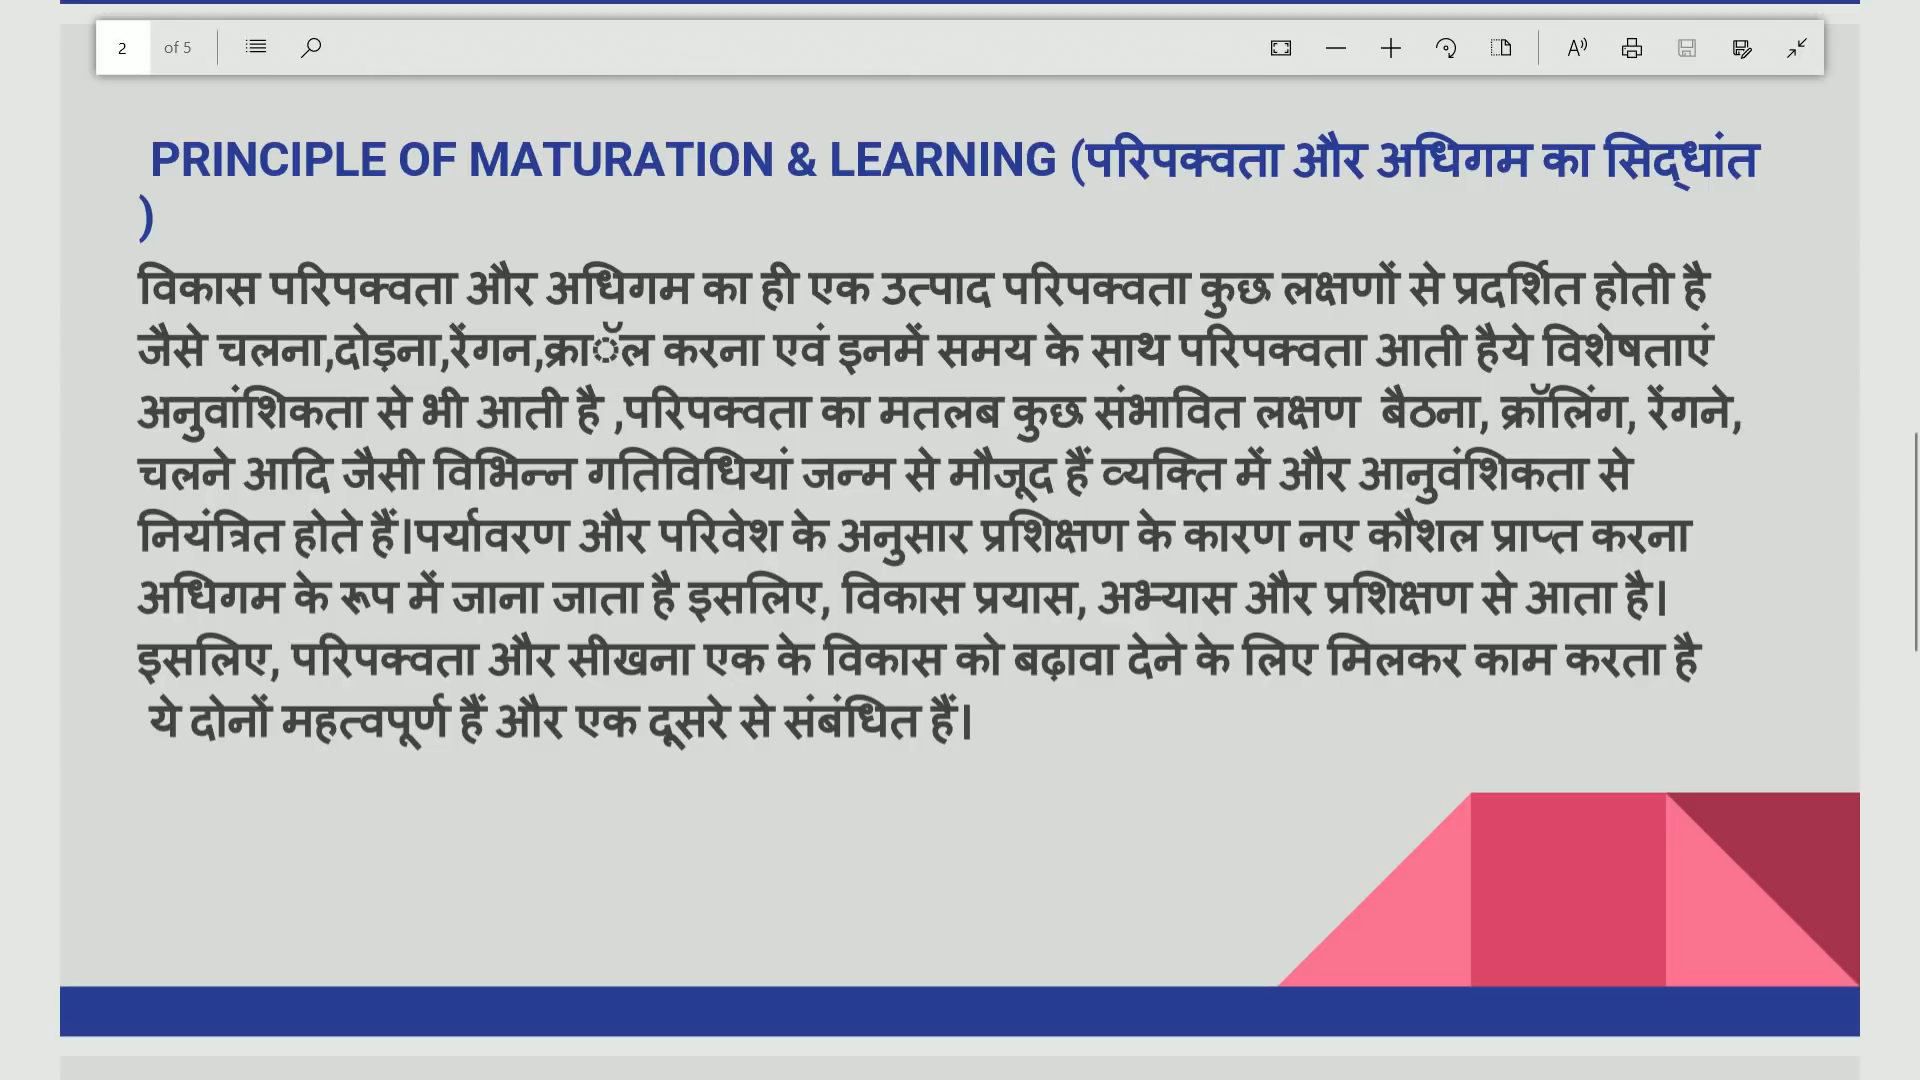 2 of 5
PRINCIPLE OF MATURATION & LEARNING (परिपक्वता और अधिगम का सिद्धांत
)
विकास परिपक्वता और अधिगम का ही एक उत्पाद परिपक्वता कुछ लक्षणों से प्रदर्शित होती है
जैसे चलना,दोड़ना,रेंगन,क्राॅल करना एवं इनमें समय के साथ परिपक्वता आती हैये विशेषताएं
अनुवांशिकता से भी आती है ,परिपक्वता का मतलब कुछ संभावित लक्षण बैठना, क्रॉलिंग, रेंगने,
चलने आदि जैसी विभिन्न गतिविधियां जन्म से मौजूद हैं व्यक्ति में और आनुवंशिकता से
नियंत्रित होते हैं।पर्यावरण और परिवेश के अनुसार प्रशिक्षण के कारण नए कौशल प्राप्त करना
अधिगम के रूप में जाना जाता है इसलिए, विकास प्रयास, अभ्यास और प्रशिक्षण से आता है।
इसलिए, परिपक्वता और सीखना एक के विकास को बढ़ावा देने के लिए मिलकर काम करता है
ये दोनों महत्वपूर्ण हैं और एक दूसरे से संबंधित हैं।